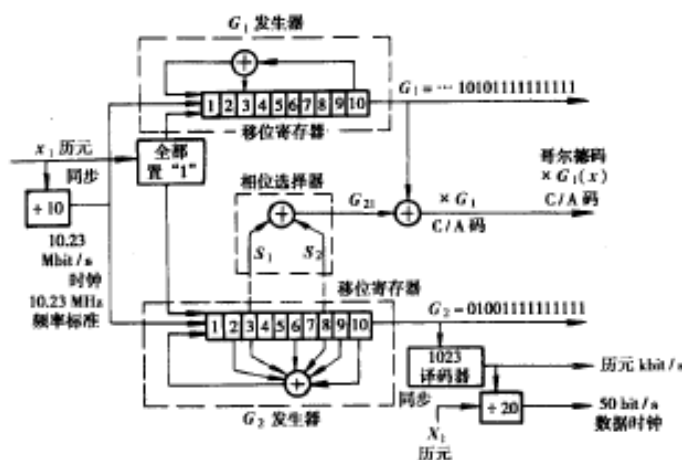 G₁ 发生器
1 2 3 4 5 6 7 8 9 10
移位寄存器
G₁ = ··· 10101111111111
x₁ 历元
同步
全部
置 "1"
÷ 10
10.23
Mbit / s
时钟
10.23 MHz
频率标准
相位选择器
G₂₁
S₁ S₂
× G₁
C / A 码
哥尔德码
× G₁(x)
C / A 码
移位寄存器
1 2 3 4 5 6 7 8 9 10
G₂ = 01001111111111
G₂ 发生器
1023
译码器
历元 kbit / s
同步
÷ 20
50 bit / s
数据时钟
X₁
历元